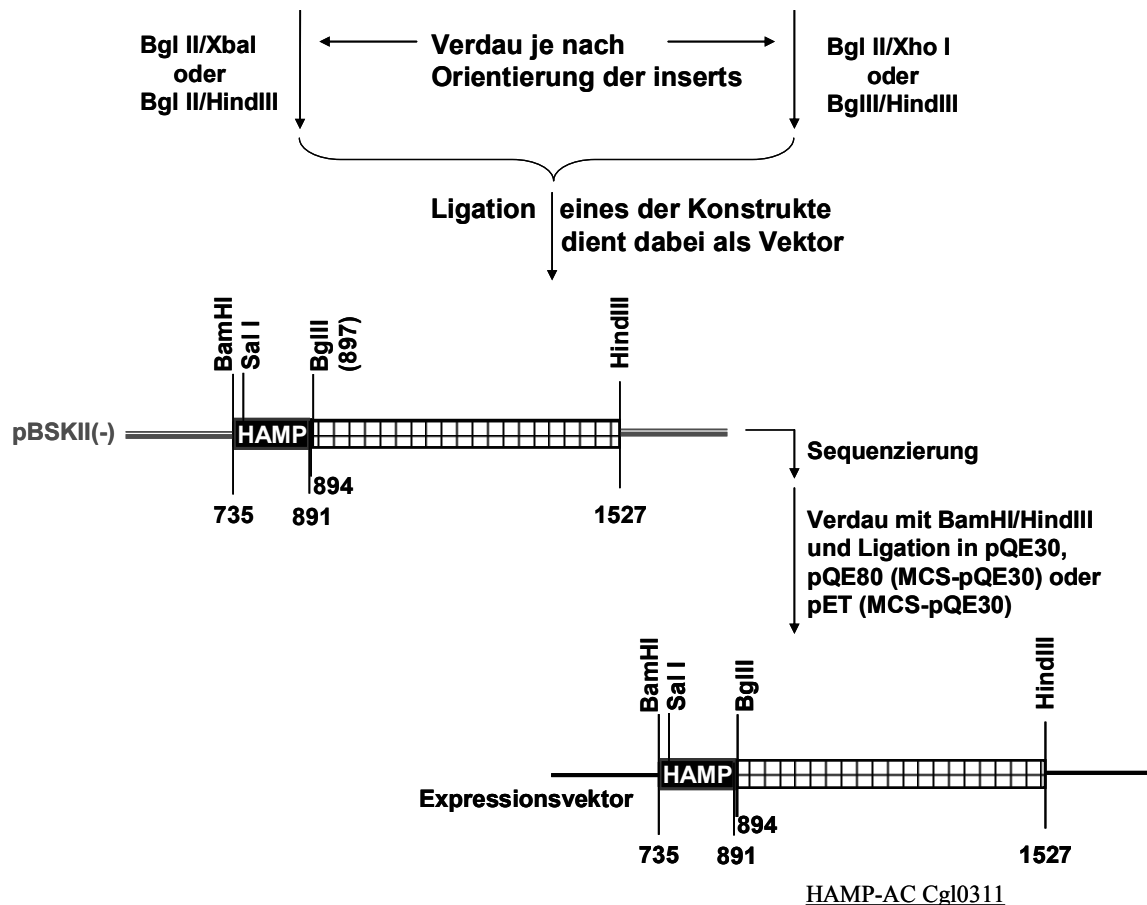 Bgl II/XbaI
oder
Bgl II/HindIII
Verdau je nach
Orientierung der inserts
Bgl II/Xho I
oder
BglII/HindIII
Ligation eines der Konstrukte
dient dabei als Vektor
BamHI
Sal I
BglII
(897)
HindIII
pBSKII(-)
HAMP
894
735
891
1527
Sequenzierung
Verdau mit BamHI/HindIII
und Ligation in pQE30,
pQE80 (MCS-pQE30) oder
pET (MCS-pQE30)
BamHI
Sal I
BglII
HindIII
HAMP
Expressionsvektor
894
735
891
1527
HAMP-AC Cgl0311